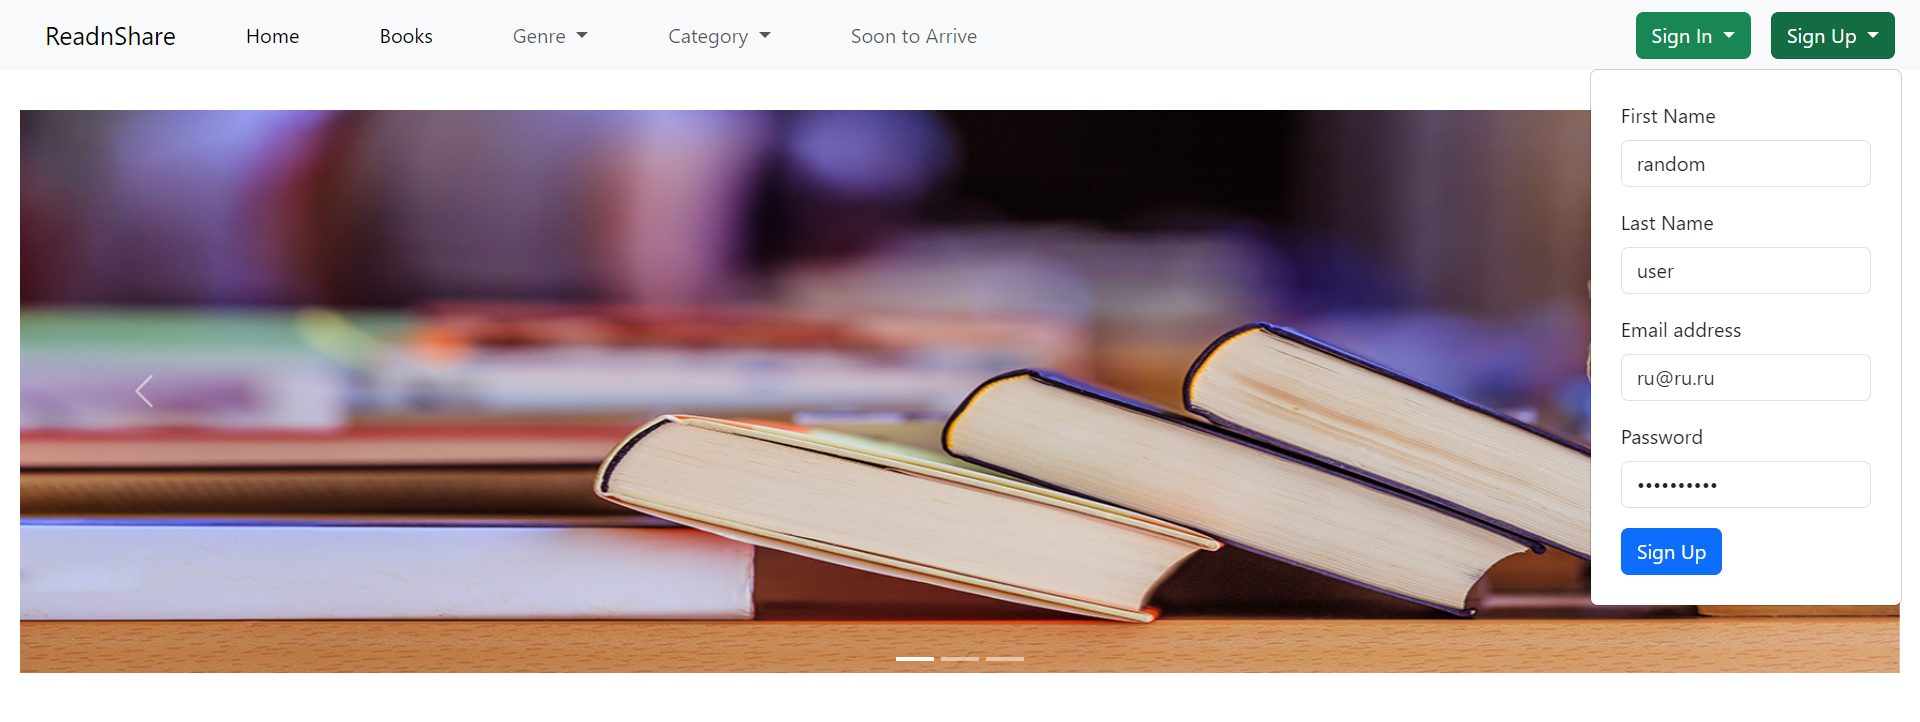 ReadnShare Home Books Genre Category Soon to Arrive Sign In Sign Up
First Name
random
Last Name
user
Email address
ru@ru.ru
Password
••••••••••
Sign Up